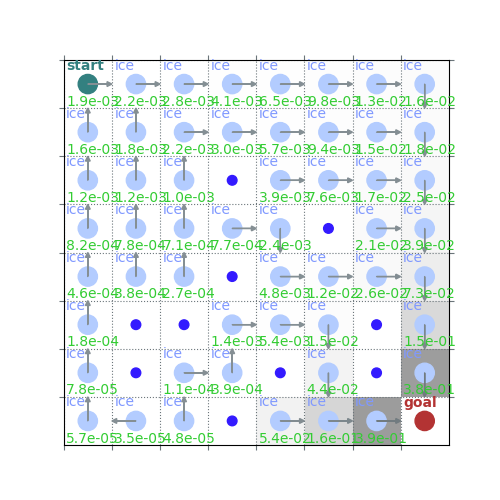 start ice ice ice ice ice ice ice
1.9e-03 2.2e-03 2.8e-03 4.1e-03 6.5e-03 9.8e-03 1.3e-02 1.6e-02
ice ice ice ice ice ice ice ice
1.6e-03 1.8e-03 2.2e-03 3.0e-03 5.7e-03 9.4e-03 1.5e-02 1.8e-02
ice ice ice ice ice ice ice
1.2e-03 1.2e-03 1.0e-03 3.9e-03 7.6e-03 1.7e-02 2.5e-02
ice ice ice ice ice ice ice
8.2e-04 7.8e-04 7.1e-04 7.7e-04 2.4e-03 2.1e-02 3.9e-02
ice ice ice ice ice ice ice
4.6e-04 3.8e-04 2.7e-04 4.8e-03 1.2e-02 2.6e-02 7.3e-02
ice ice ice ice ice
1.8e-04 1.4e-03 5.4e-03 1.5e-02 1.5e-01
ice ice ice ice ice
7.8e-05 1.1e-04 3.9e-04 4.4e-02 3.8e-01
ice ice ice ice ice ice goal
5.7e-05 3.5e-05 4.8e-05 5.4e-02 1.6e-01 3.9e-01